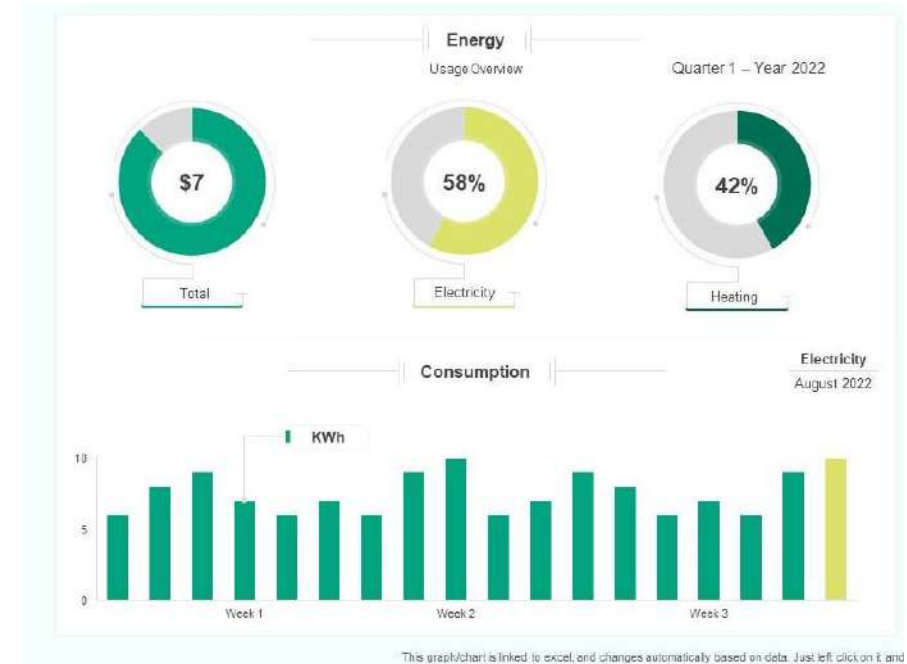 Energy
Usage Overview
Quarter 1 – Year 2022
$7
58%
42%
Total
Electricity
Heating
Consumption
Electricity
August 2022
KWh
10
5
0
Week 1
Week 2
Week 3
This graph/chart is linked to excel, and changes automatically based on data. Just left click on it and